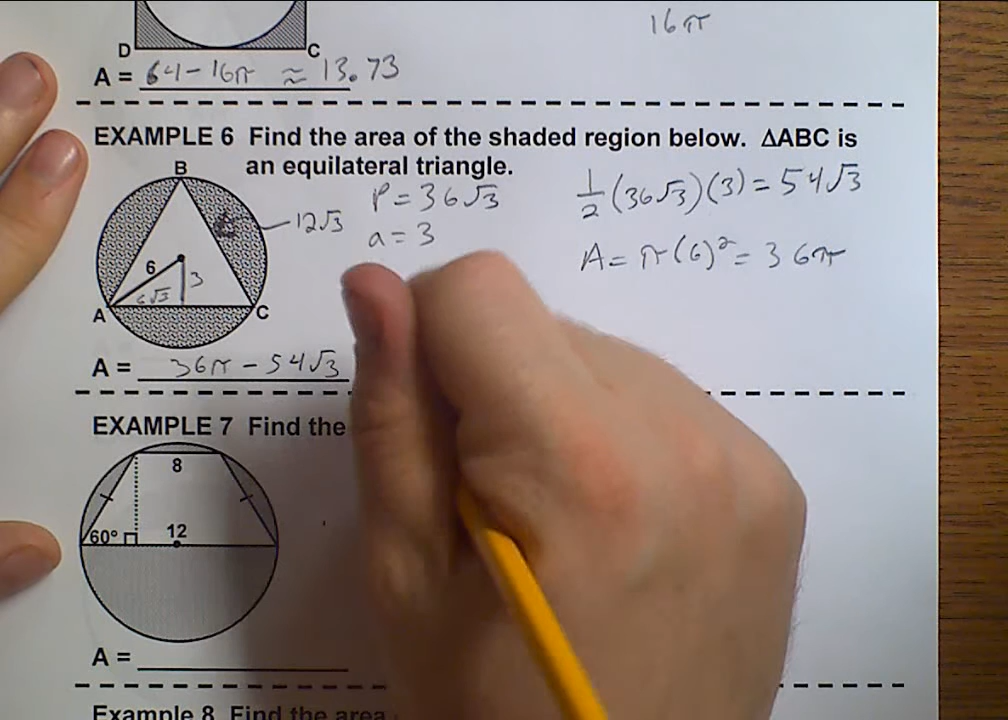 16π
D C
A = 64-16π ≈ 13.73
EXAMPLE 6 Find the area of the shaded region below. ΔABC is
an equilateral triangle.
B
12√3
6
3
A C
P=36√3
a=3
1/2 (36√3)(3)=54√3
A=π(6)²=36π
A = 36π-54√3
EXAMPLE 7 Find the
8
60° 12
A =
Example 8 Find the area